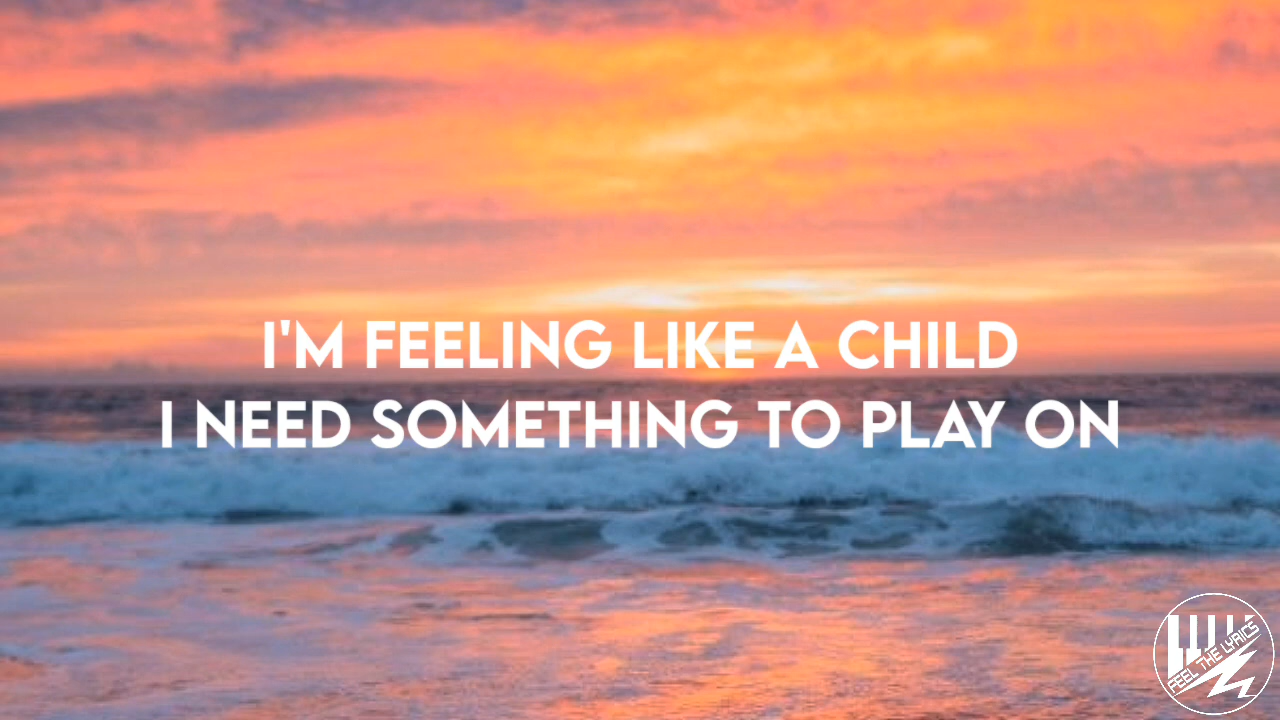 I'M FEELING LIKE A CHILD
I NEED SOMETHING TO PLAY ON
FEEL THE LYRICS